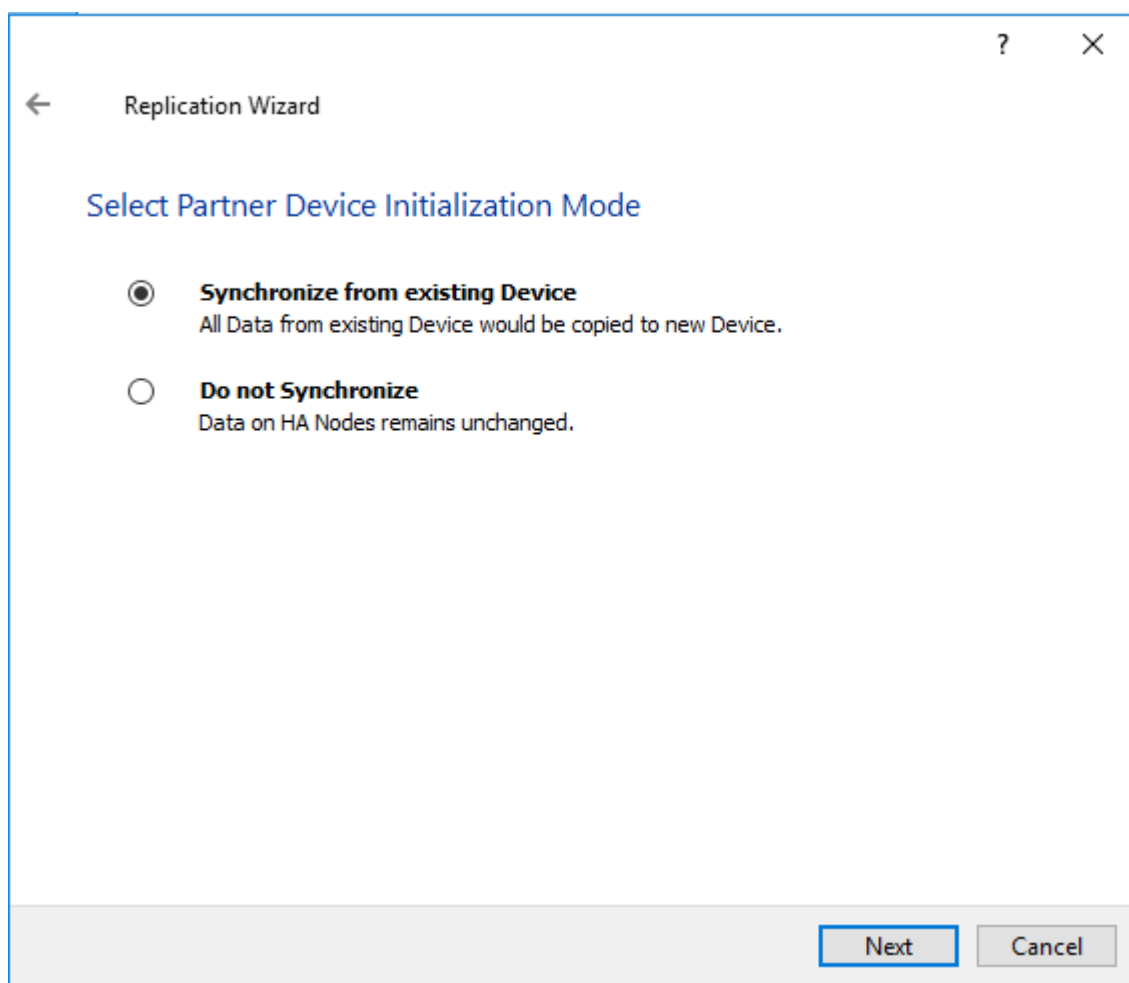 ?
Replication Wizard
Select Partner Device Initialization Mode
Synchronize from existing Device
All Data from existing Device would be copied to new Device.
Do not Synchronize
Data on HA Nodes remains unchanged.
Next Cancel